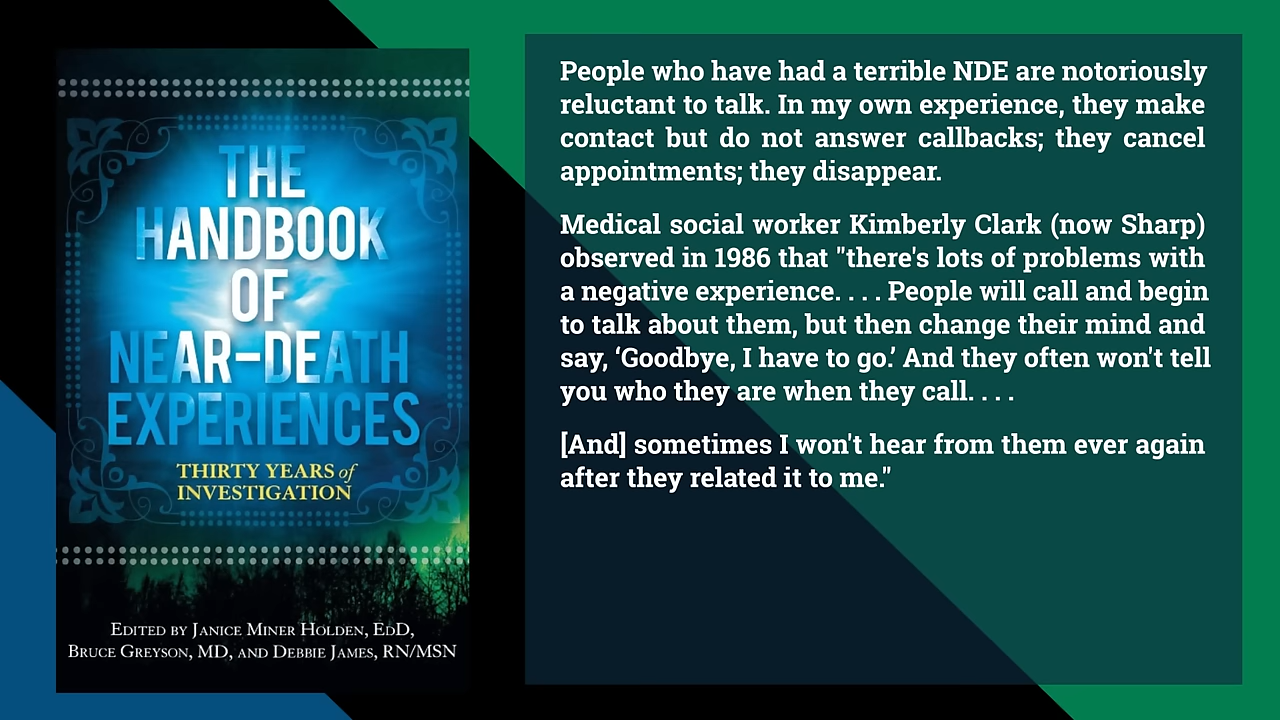 THE
HANDBOOK
OF
NEAR-DEATH
EXPERIENCES
THIRTY YEARS of
INVESTIGATION
EDITED BY JANICE MINER HOLDEN, EDD,
BRUCE GREYSON, MD, AND DEBBIE JAMES, RN/MSN
People who have had a terrible NDE are notoriously
reluctant to talk. In my own experience, they make
contact but do not answer callbacks; they cancel
appointments; they disappear.
Medical social worker Kimberly Clark (now Sharp)
observed in 1986 that "there's lots of problems with
a negative experience. . . . People will call and begin
to talk about them, but then change their mind and
say, ‘Goodbye, I have to go.’ And they often won't tell
you who they are when they call. . . .
[And] sometimes I won't hear from them ever again
after they related it to me."